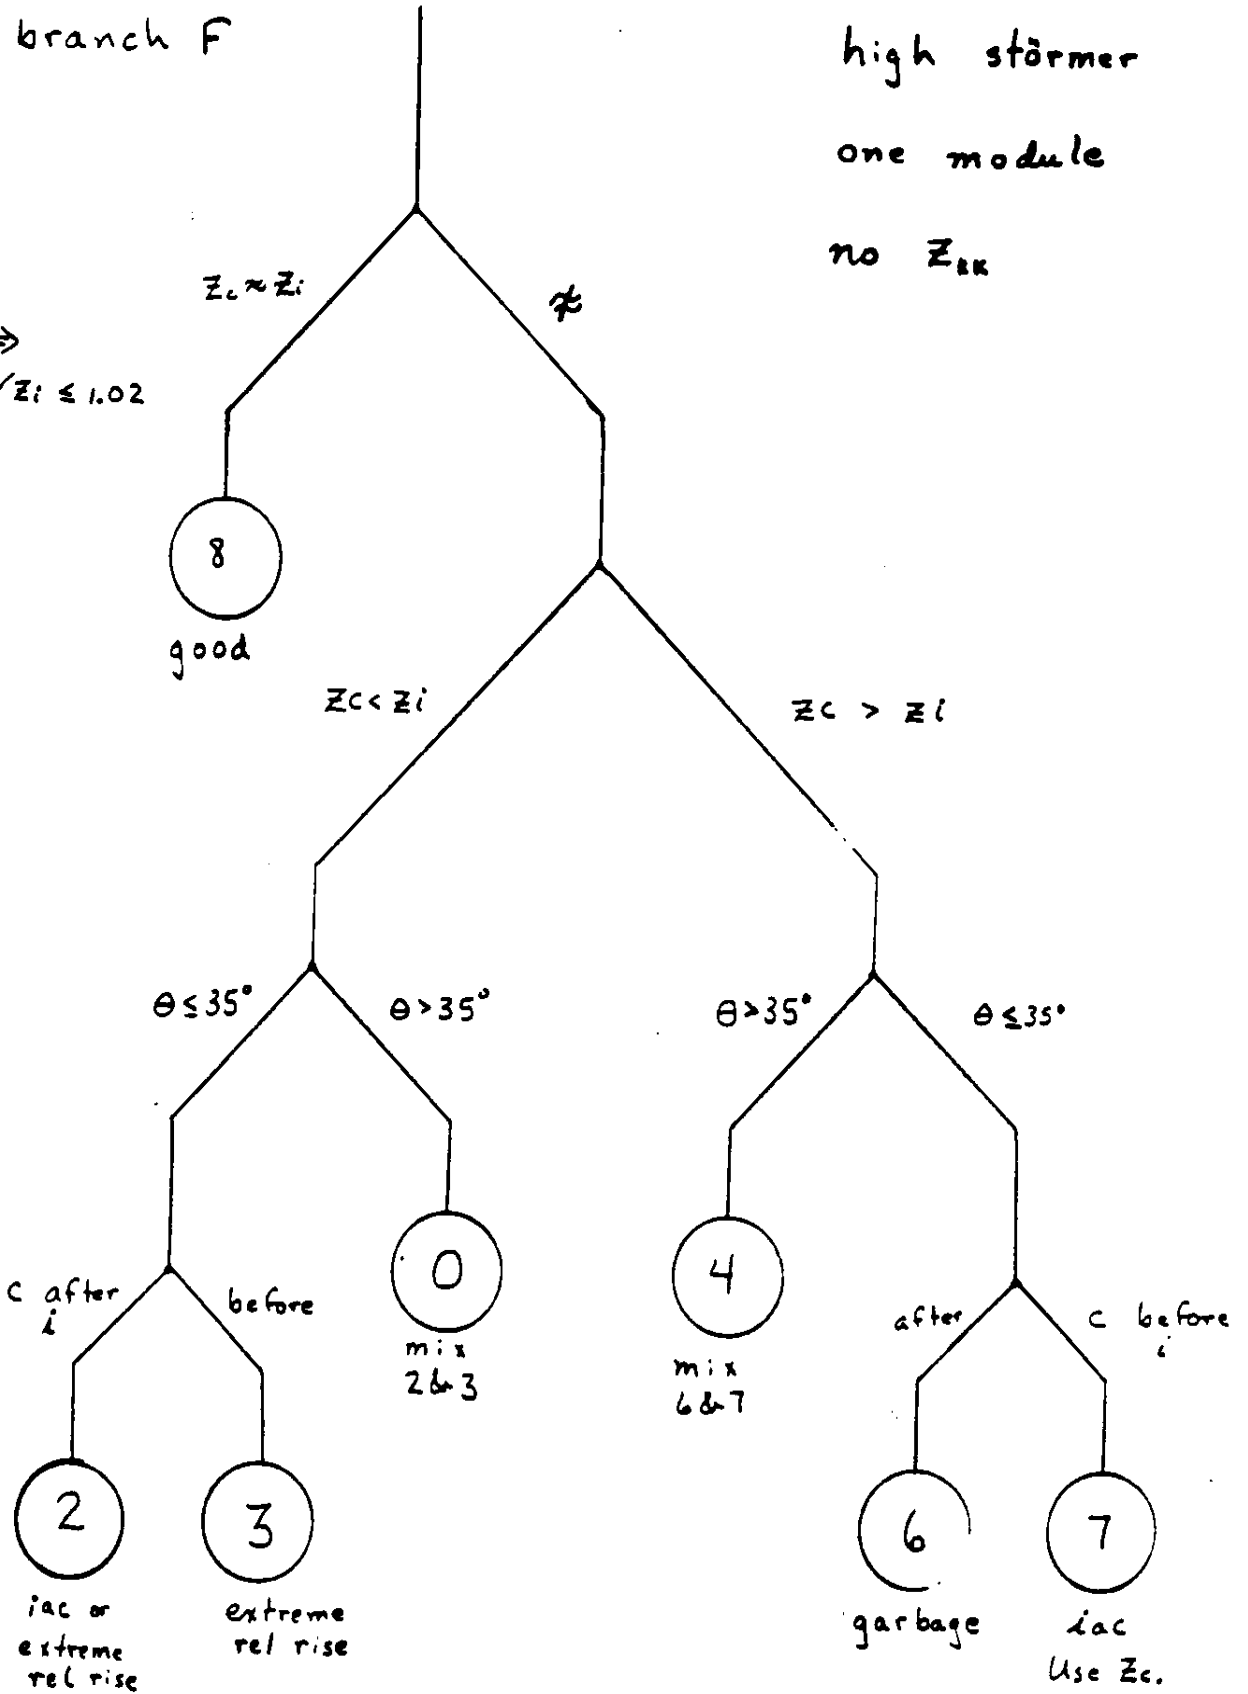 branch F
high störmer
one module
no Z
Zc ≈ Zi
≉
⇒
/Zi ≤ 1.02
8
good
Zc < Zi
Zc > Zi
θ ≤ 35°
θ > 35°
θ > 35°
θ ≤ 35°
c after
i
before
0
mix
2 & 3
4
mix
6 & 7
after
c before
i
2
3
6
7
iac or
extreme
rel rise
extreme
rel rise
garbage
iac
Use Zc.